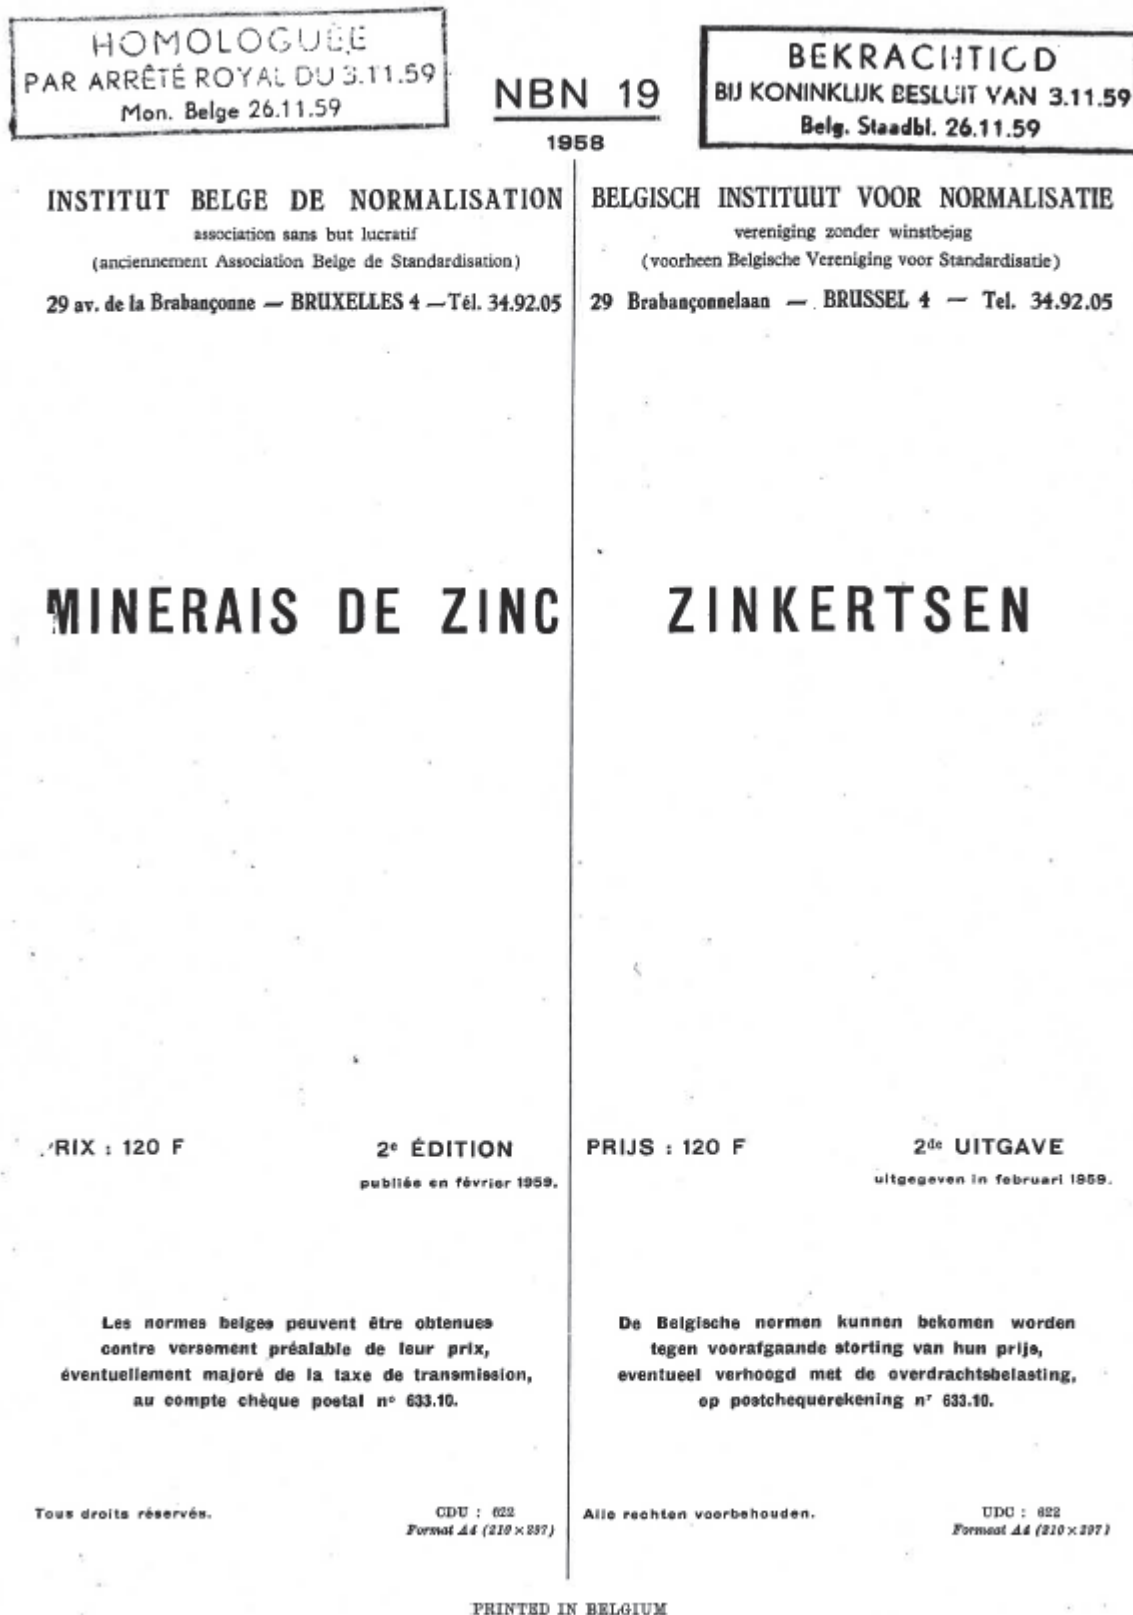 HOMOLOGUÉE
PAR ARRÊTÉ ROYAL DU 3.11.59
Mon. Belge 26.11.59
NBN 19
1958
BEKRACHTIGD
BIJ KONINKLIJK BESLUIT VAN 3.11.59
Belg. Staadbl. 26.11.59
INSTITUT BELGE DE NORMALISATION
association sans but lucratif
(anciennement Association Belge de Standardisation)
29 av. de la Brabançonne — BRUXELLES 4 — Tél. 34.92.05
BELGISCH INSTITUUT VOOR NORMALISATIE
vereniging zonder winstbejag
(voorheen Belgische Vereniging voor Standardisatie)
29 Brabançonnelaan — BRUSSEL 4 — Tel. 34.92.05
MINERAIS DE ZINC
ZINKERTSEN
RIX : 120 F
2e ÉDITION
publiée en février 1959.
PRIJS : 120 F
2de UITGAVE
uitgegeven in februari 1959.
Les normes belges peuvent être obtenues
contre versement préalable de leur prix,
éventuellement majoré de la taxe de transmission,
au compte chèque postal nº 633.10.
De Belgische normen kunnen bekomen worden
tegen voorafgaande storting van hun prijs,
eventueel verhoogd met de overdrachtsbelasting,
op postchequerekening nr 633.10.
Tous droits réservés.
CDU : 622
Format A4 (210 × 297)
Alle rechten voorbehouden.
UDC : 622
Formaat A4 (210 × 297)
PRINTED IN BELGIUM